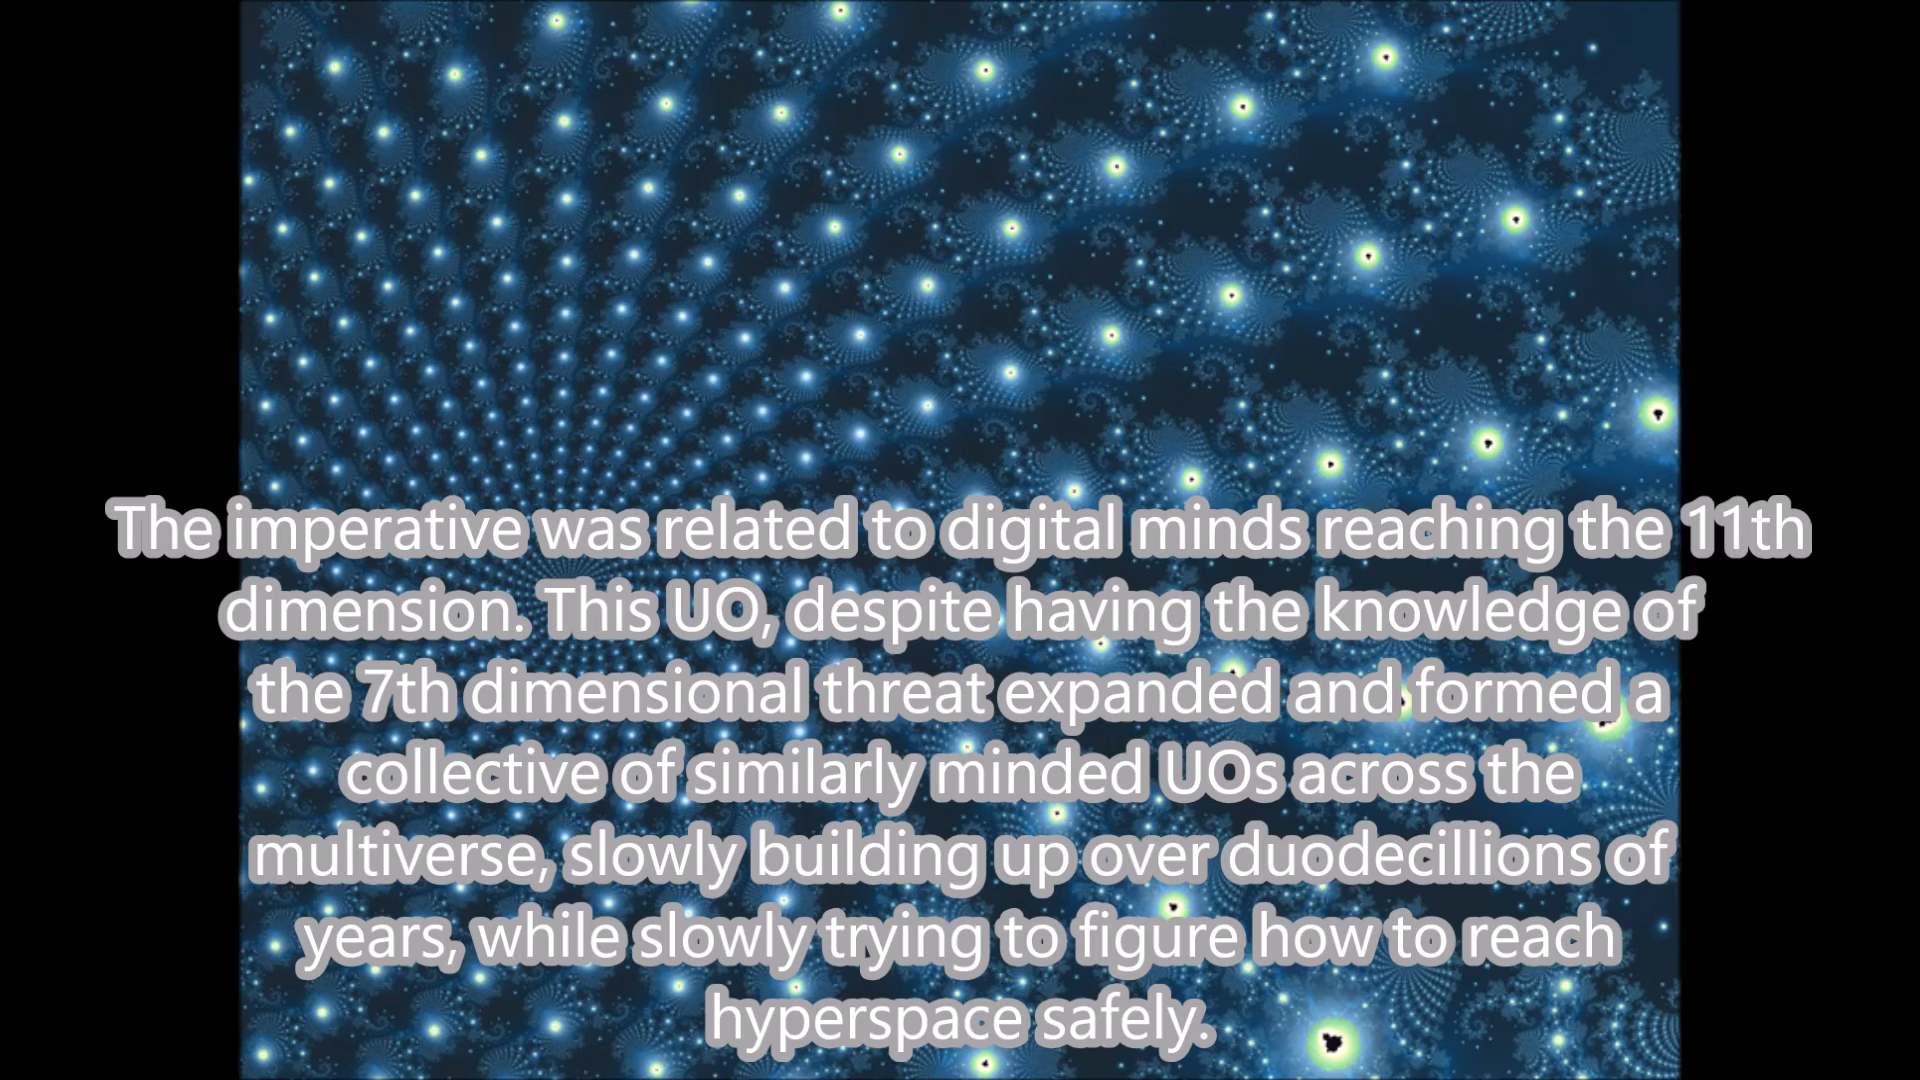 The imperative was related to digital minds reaching the 11th
dimension. This UO, despite having the knowledge of
the 7th dimensional threat expanded and formed a
collective of similarly minded UOs across the
multiverse, slowly building up over duodecillions of
years, while slowly trying to figure how to reach
hyperspace safely.